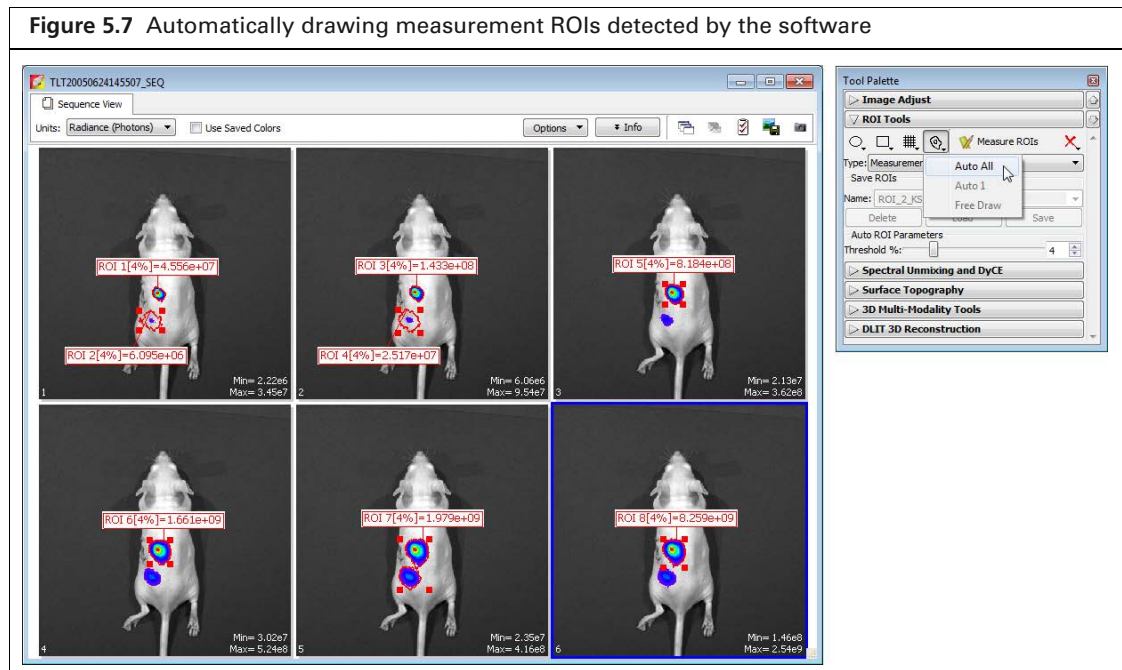 Figure 5.7 Automatically drawing measurement ROIs detected by the software
TLT20050624145507_SEQ
Sequence View
Units: Radiance (Photons)
Use Saved Colors
Options
Info
ROI 1[4%]=4.556e+07
ROI 2[4%]=6.095e+06
Min= 2.22e6
Max= 3.45e7
1
ROI 3[4%]=1.433e+08
ROI 4[4%]=2.517e+07
Min= 6.06e6
Max= 9.54e7
2
ROI 5[4%]=8.184e+08
Min= 2.13e7
Max= 3.62e8
3
ROI 6[4%]=1.661e+09
Min= 3.02e7
Max= 5.24e8
4
ROI 7[4%]=1.979e+09
Min= 2.35e7
Max= 4.16e8
5
ROI 8[4%]=8.259e+09
Min= 1.46e8
Max= 2.54e9
6
Tool Palette
Image Adjust
ROI Tools
Measure ROIs
Type: Measuremen
Auto All
Auto 1
Free Draw
Save ROIs
Name: ROI_2_KS
Delete
Save
Auto ROI Parameters
Threshold %:
4
Spectral Unmixing and DyCE
Surface Topography
3D Multi-Modality Tools
DLIT 3D Reconstruction